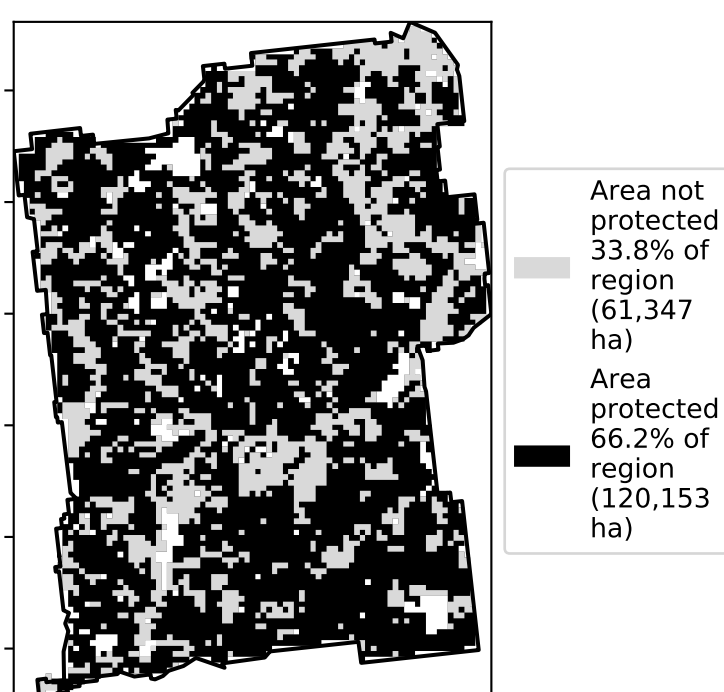 Area not
protected
33.8% of
region
(61,347
ha)
Area
protected
66.2% of
region
(120,153
ha)